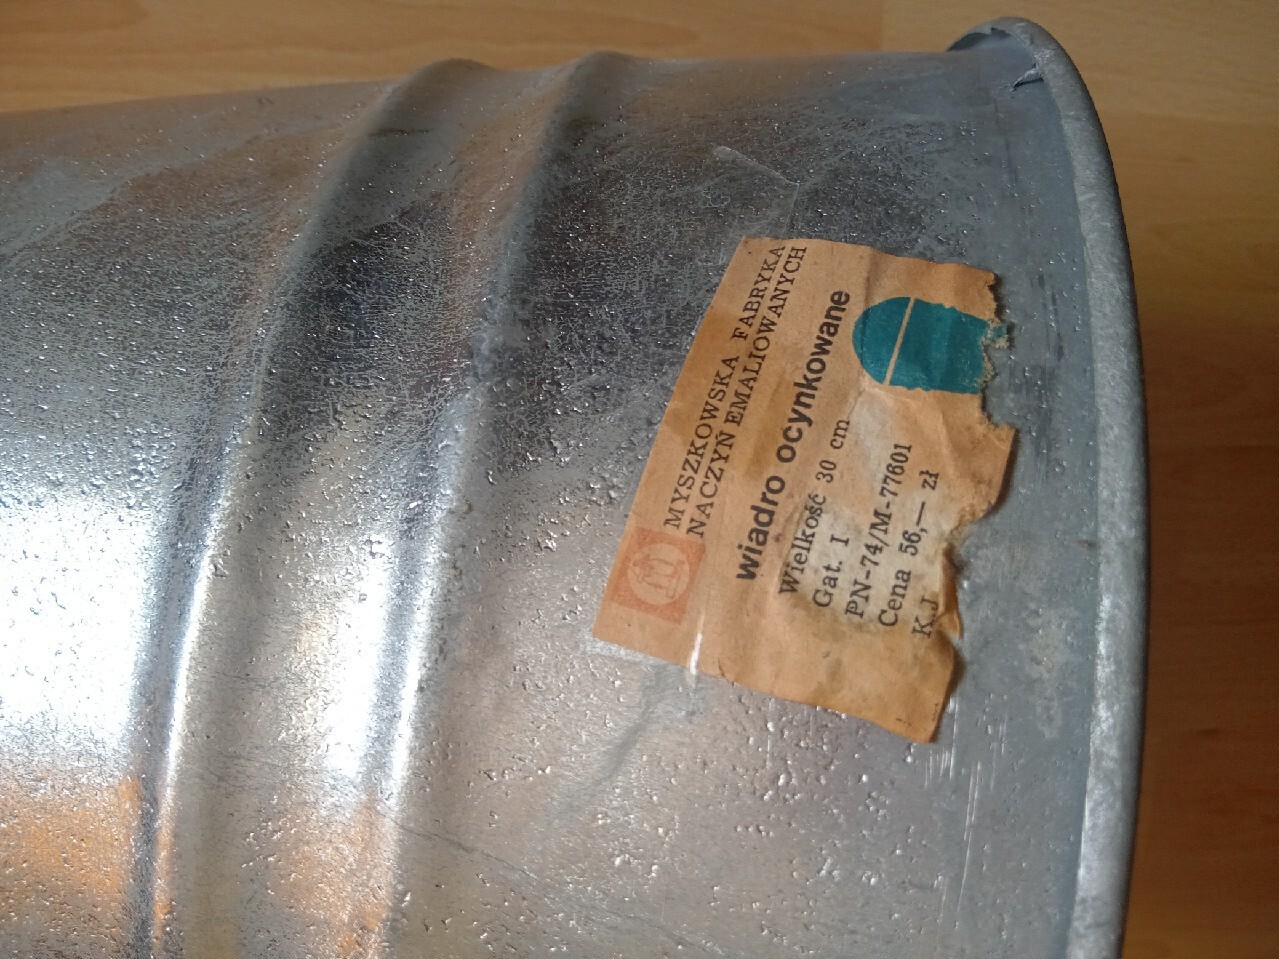 MYSZKOWSKA FABRYKA
NACZYŃ EMALIOWANYCH
wiadro ocynkowane
Wielkość 30 cm
Gat. I
PN-74/M-77601
Cena 56,— zł
K.J.